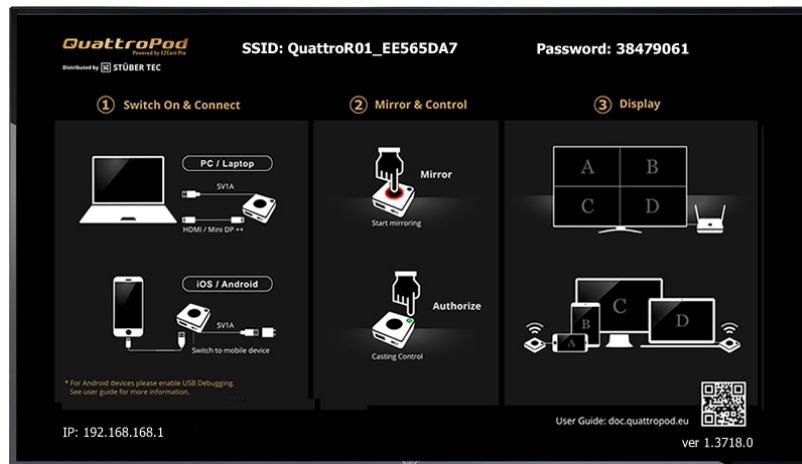 QuattroPod
Powered by EZCast Pro
Distributed by STÜBER TEC
SSID: QuattroR01_EE565DA7
Password: 38479061
1 Switch On & Connect
PC / Laptop
5V1A
HDMI / Mini DP ++
iOS / Android
5V1A
Switch to mobile device
* For Android devices please enable USB Debugging.
See user guide for more information.
2 Mirror & Control
Mirror
Start mirroring
Authorize
Casting Control
3 Display
A B
C D
A B C D
User Guide: doc.quattropod.eu
IP: 192.168.168.1
ver 1.3718.0
NEC